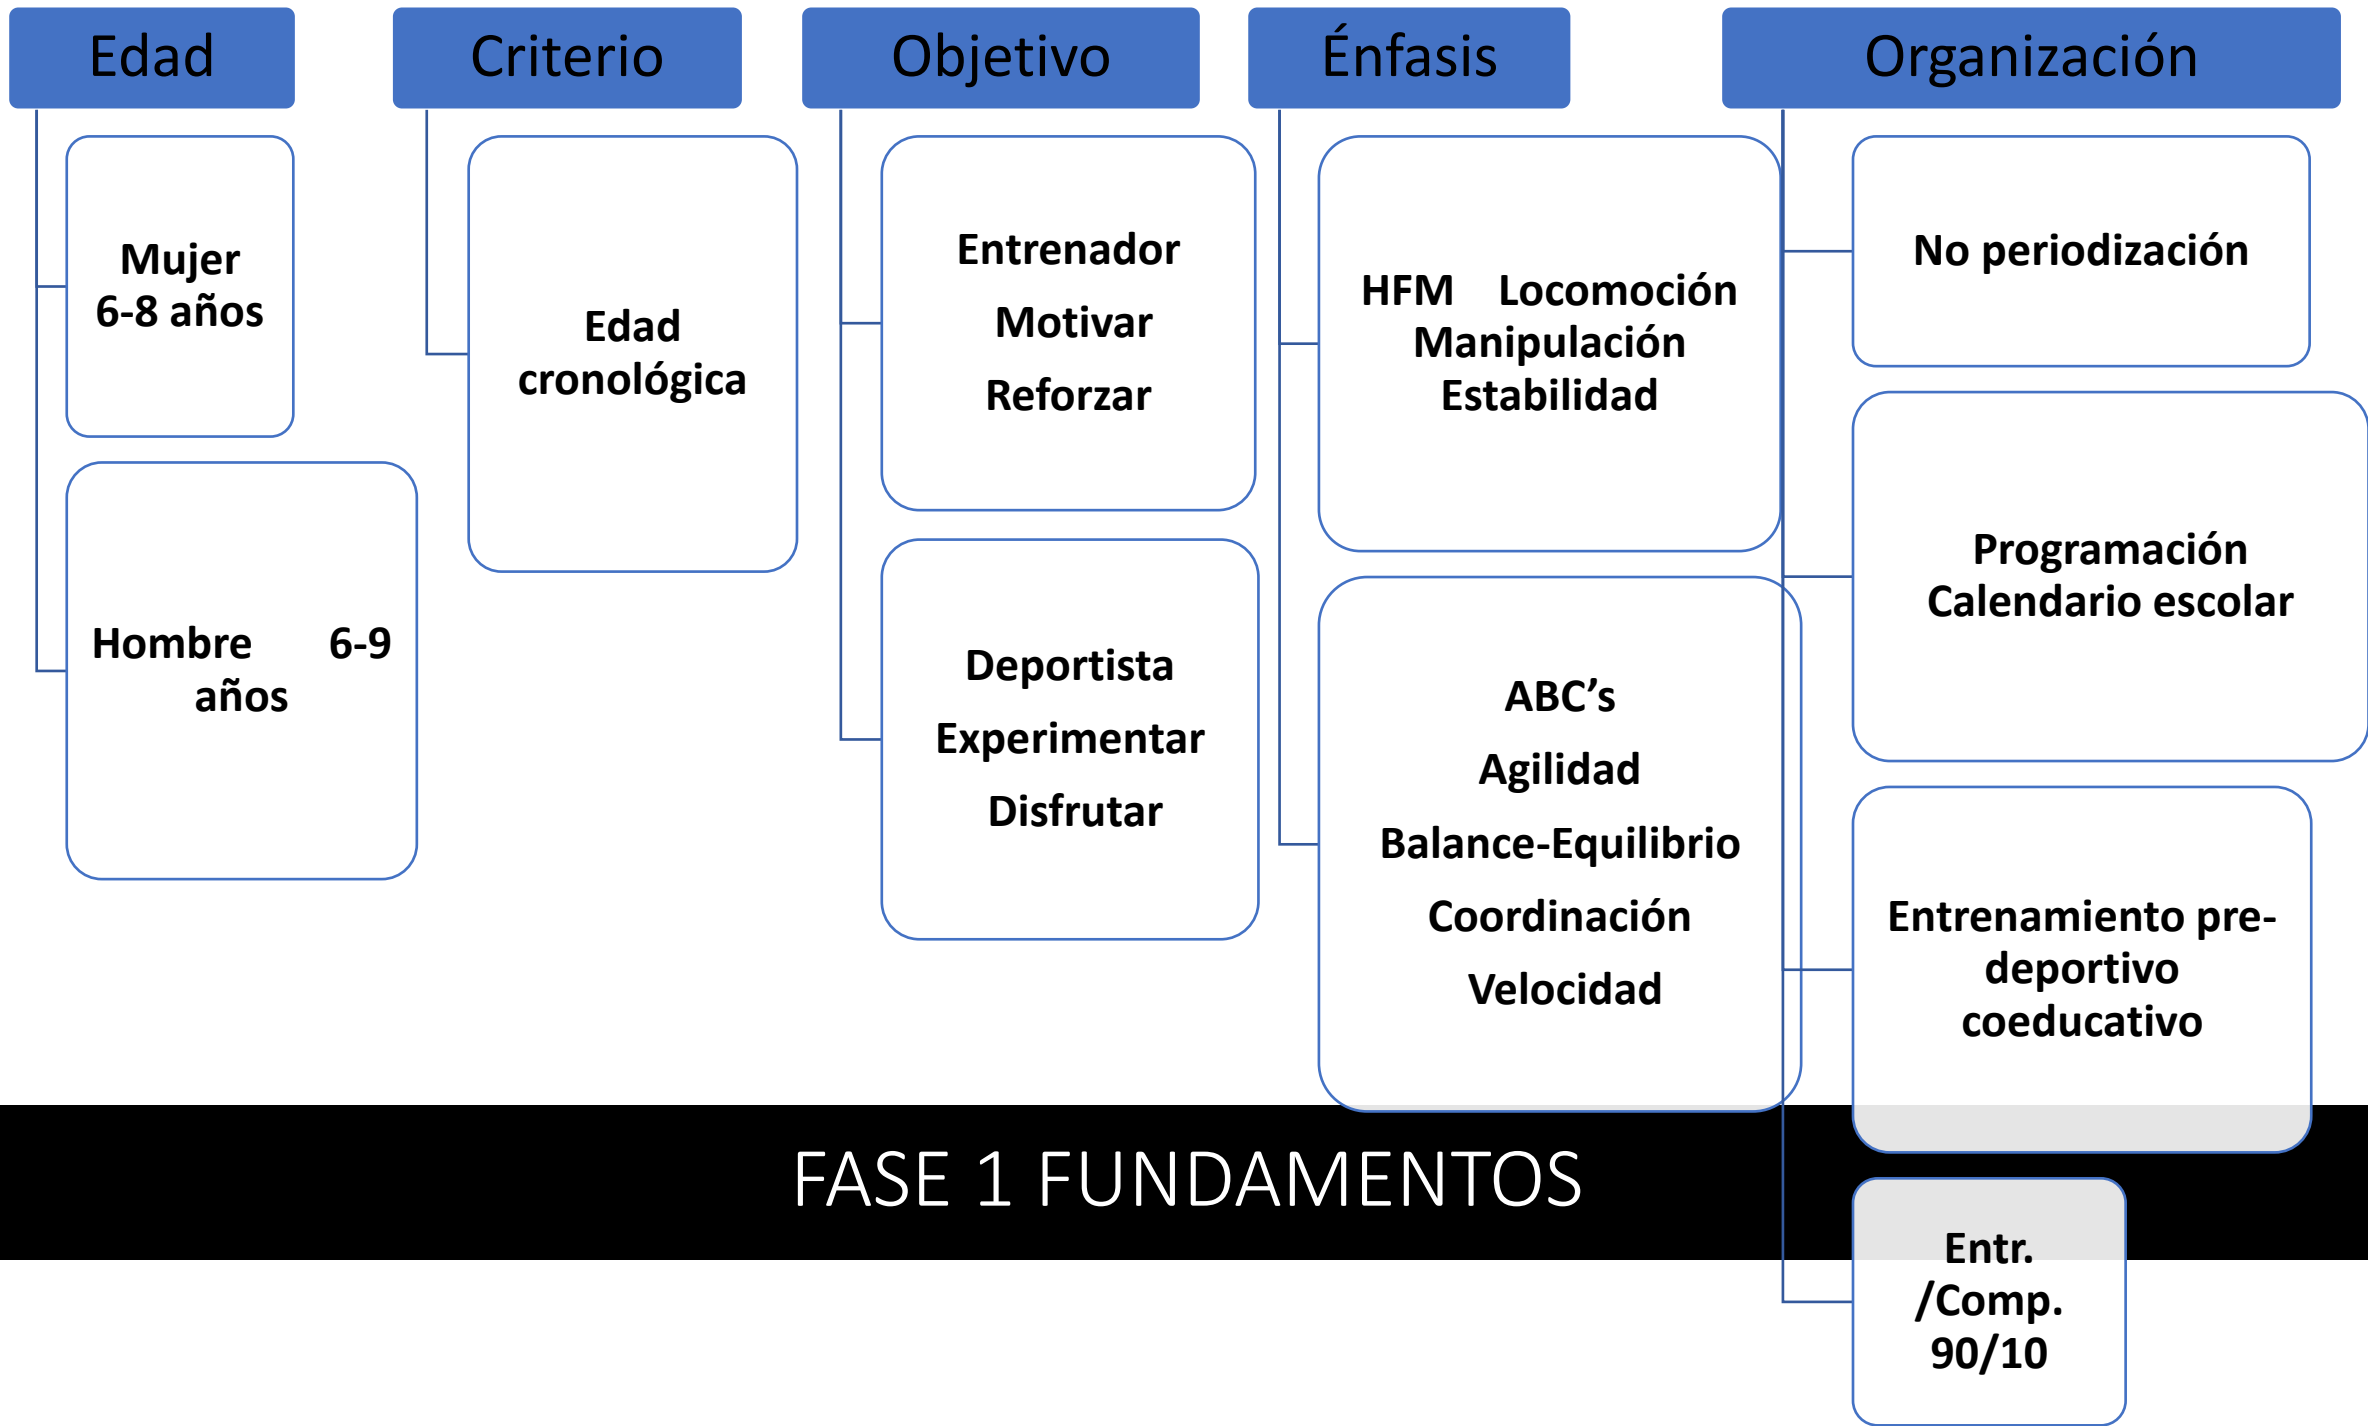 Edad
Mujer
6-8 años
Hombre 6-9
años
Criterio
Edad
cronológica
Objetivo
Entrenador
Motivar
Reforzar
Deportista
Experimentar
Disfrutar
Énfasis
HFM Locomoción
Manipulación
Estabilidad
ABC’s
Agilidad
Balance-Equilibrio
Coordinación
Velocidad
Organización
No periodización
Programación
Calendario escolar
Entrenamiento pre-
deportivo
coeducativo
Entr.
/Comp.
90/10
FASE 1 FUNDAMENTOS